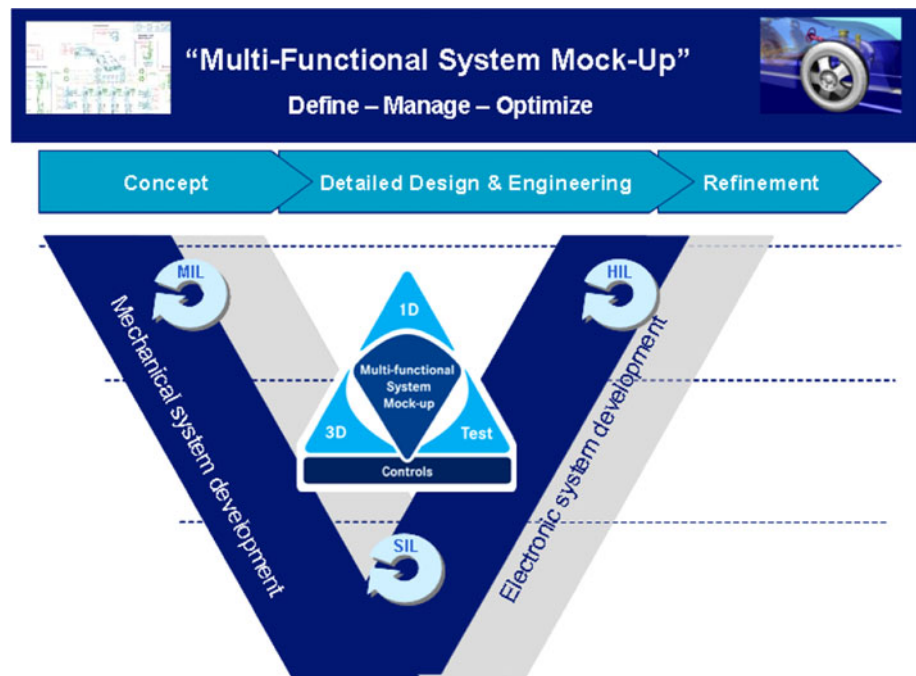 “Multi-Functional System Mock-Up”
Define – Manage – Optimize
Concept
Detailed Design & Engineering
Refinement
MIL
HIL
Mechanical system development
1D
Multi-functional
System
Mock-up
3D
Test
Controls
Electronic system development
SIL